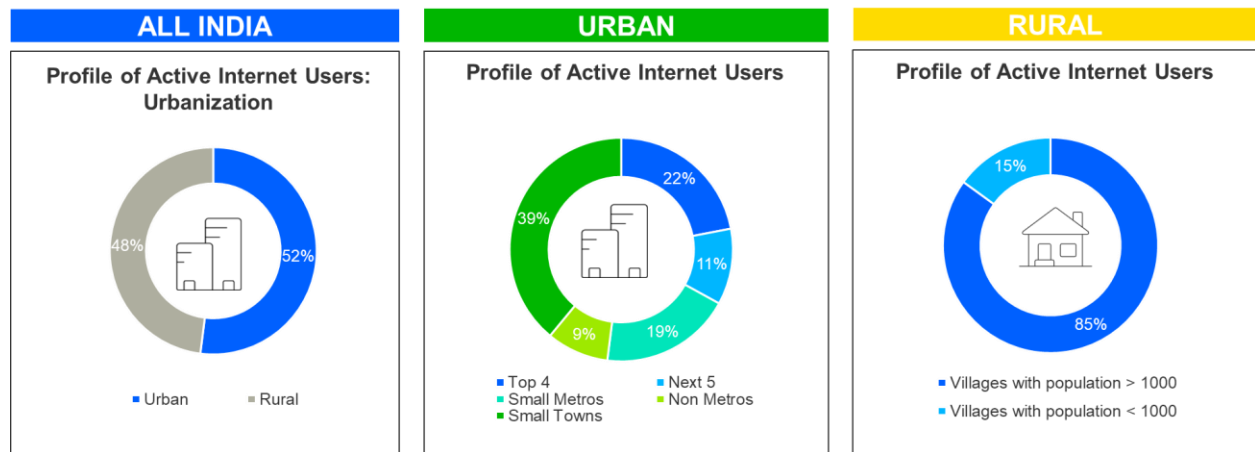 ALL INDIA
Profile of Active Internet Users:
Urbanization
48%
52%
Urban
Rural
URBAN
Profile of Active Internet Users
22%
39%
11%
19%
9%
Top 4
Next 5
Small Metros
Non Metros
Small Towns
RURAL
Profile of Active Internet Users
15%
85%
Villages with population > 1000
Villages with population < 1000